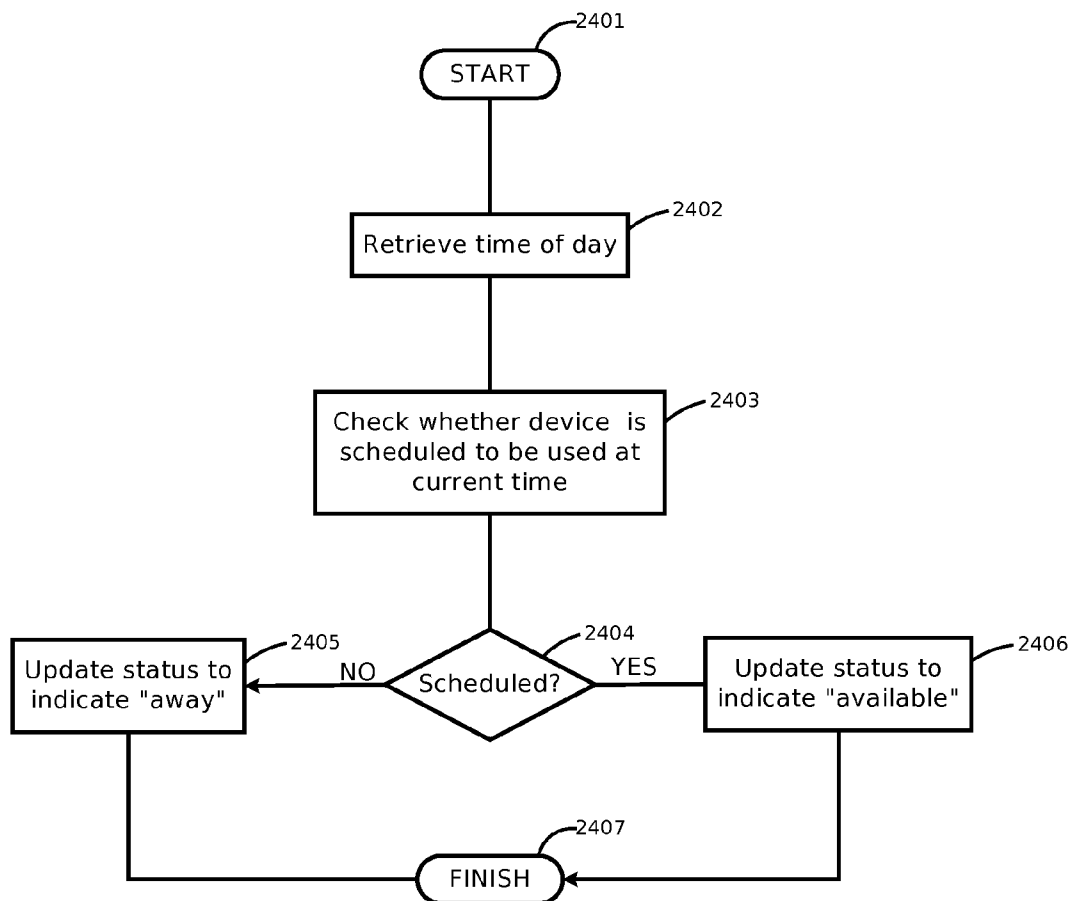 2401
START
2402
Retrieve time of day
2403
Check whether device is
scheduled to be used at
current time
2404
Scheduled?
NO
YES
2405
Update status to
indicate "away"
2406
Update status to
indicate "available"
2407
FINISH